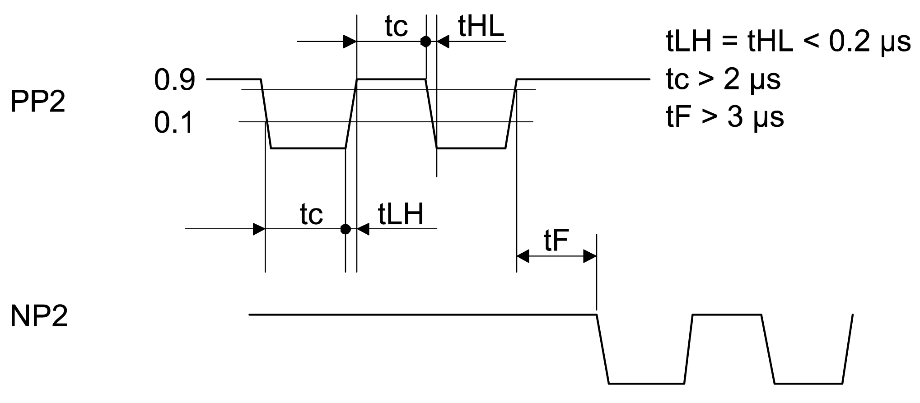 tc tHL
tLH = tHL < 0.2 µs
0.9
tc > 2 µs
PP2
0.1
tF > 3 µs
tc tLH
tF
NP2